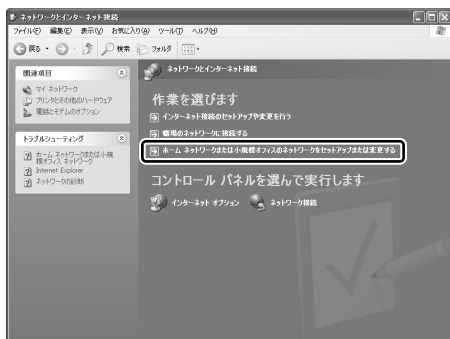 ネットワークとインターネット接続
ファイル(F) 編集(E) 表示(V) お気に入り(A) ツール(T) ヘルプ(H)
戻る 検索 フォルダ
関連項目
マイ ネットワーク
プリンタとその他のハードウェア
電話とモデムのオプション
トラブルシューティング
ホーム ネットワークまたは小規
模オフィス ネットワーク
Internet Explorer
ネットワークの診断
ネットワークとインターネット接続
作業を選びます
インターネット接続のセットアップや変更を行う
職場のネットワークに接続する
ホーム ネットワークまたは小規模オフィスのネットワークをセットアップまたは変更する
コントロール パネルを選んで実行します
インターネット オプション ネットワーク接続